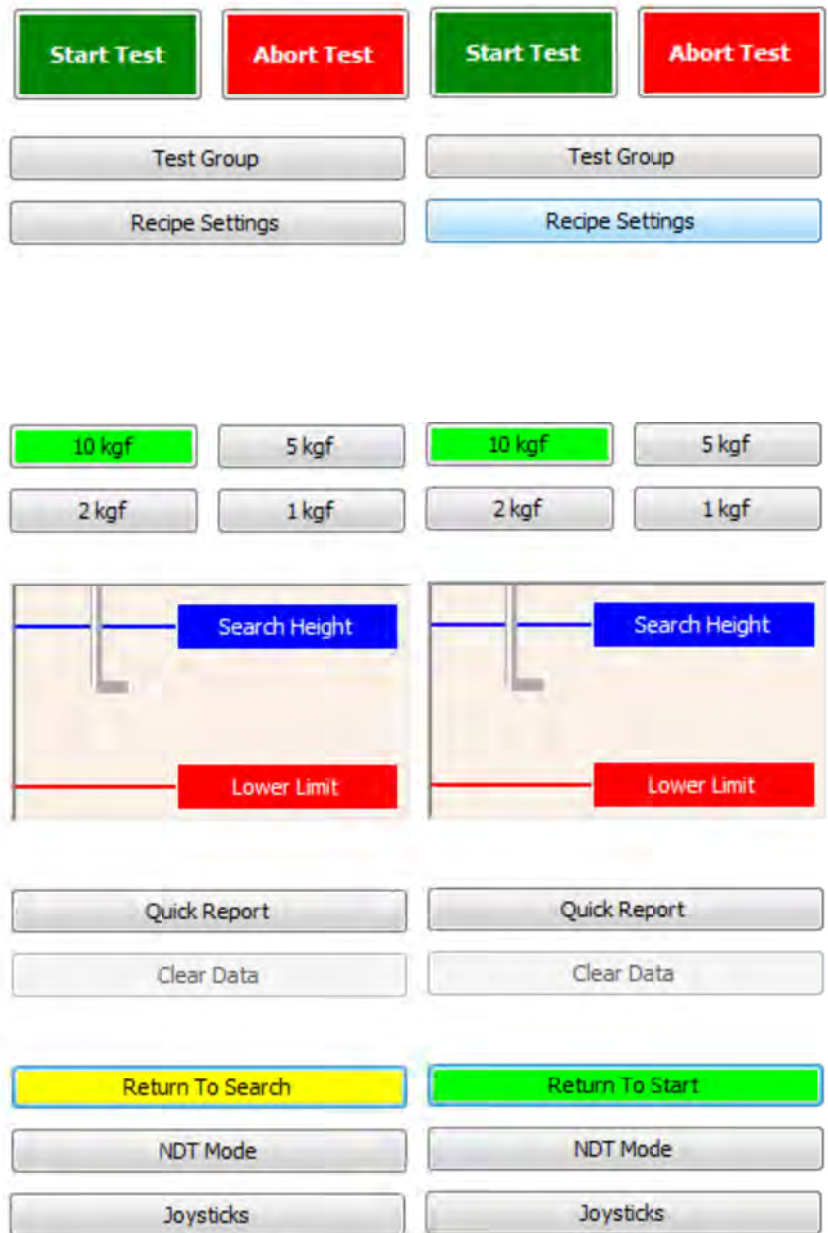 Start Test Abort Test Start Test Abort Test
Test Group Test Group
Recipe Settings Recipe Settings
10 kgf 5 kgf 10 kgf 5 kgf
2 kgf 1 kgf 2 kgf 1 kgf
Search Height Search Height
Lower Limit Lower Limit
Quick Report Quick Report
Clear Data Clear Data
Return To Search Return To Start
NDT Mode NDT Mode
Joysticks Joysticks